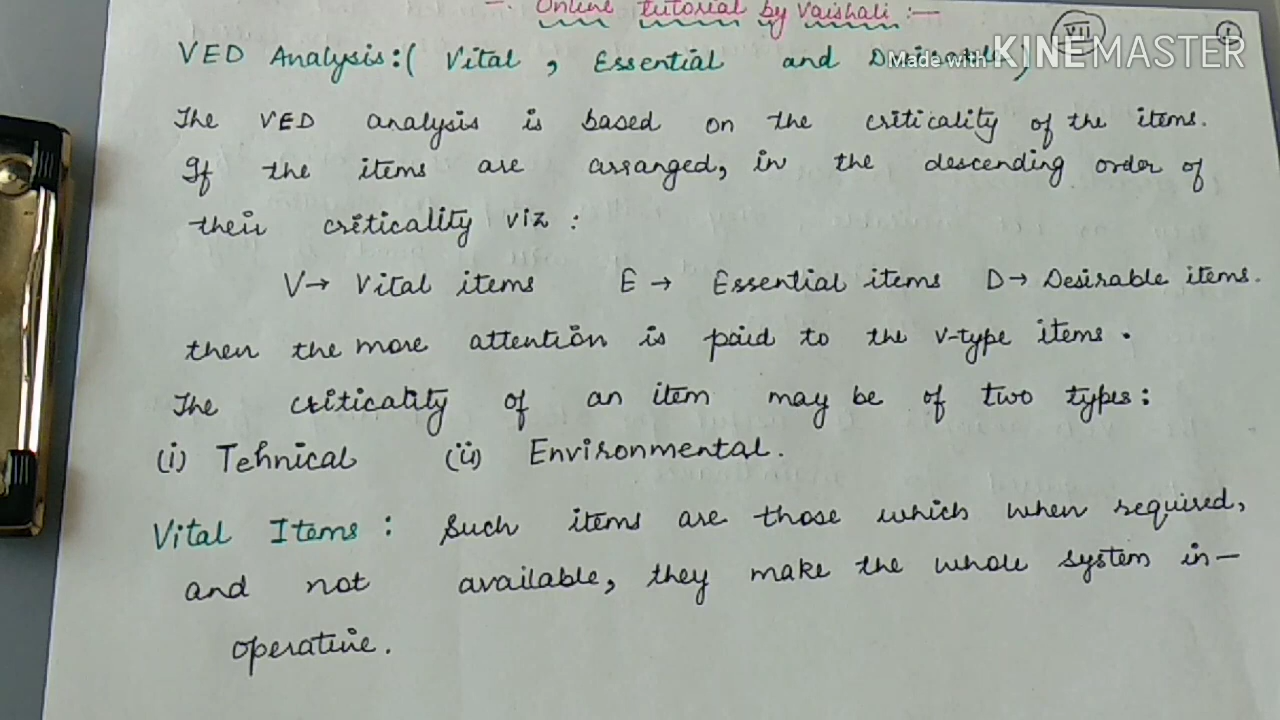 -. Online tutorial by Vaishali :-
VII
1
Made with KINEMASTER
VED Analysis:( Vital, Essential and Desirable)
The VED analysis is based on the criticality of the items.
If the items are arranged, in the descending order of
their criticality viz :
V→ Vital items E → Essential items D→ Desirable items.
then the more attention is paid to the V-type items.
The criticality of an item may be of two types:
(i) Tehnical (ii) Environmental.
Vital Items : Such items are those which when required,
and not available, they make the whole system in-
operative.